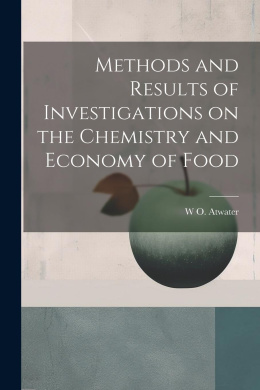 Methods and
Results of
Investigations on
the Chemistry and
Economy of Food
W O. Atwater